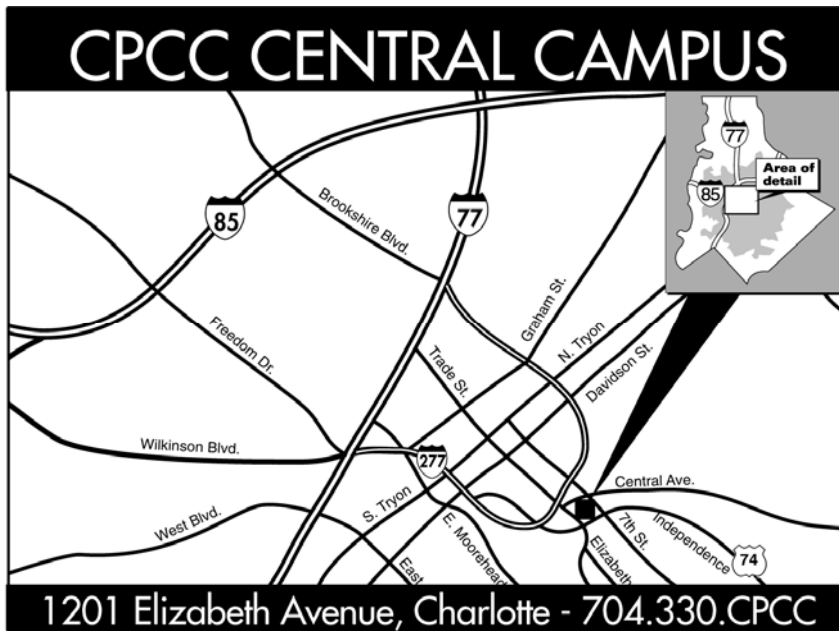 CPCC CENTRAL CAMPUS
77
Area of
detail
85
85
77
Brookshire Blvd.
Graham St.
N. Tryon
Freedom Dr.
Trade St.
Davidson St.
Wilkinson Blvd.
277
Central Ave.
S. Tryon
West Blvd.
E. Moorehead
7th St.
Independence
74
East
Elizabeth
1201 Elizabeth Avenue, Charlotte - 704.330.CPCC